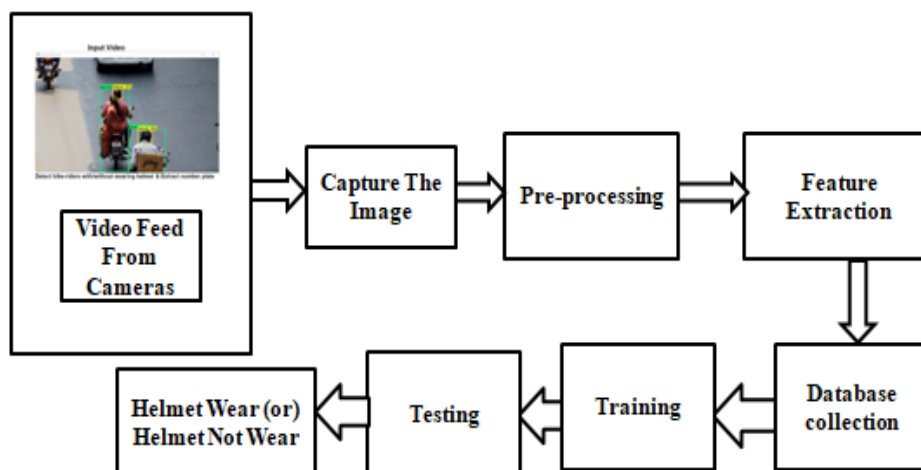 Input Video
Detect bike-riders with/without wearing helmet & Extract number plate
Video Feed
From
Cameras
Capture The
Image
Pre-processing
Feature
Extraction
Database
collection
Training
Testing
Helmet Wear (or)
Helmet Not Wear